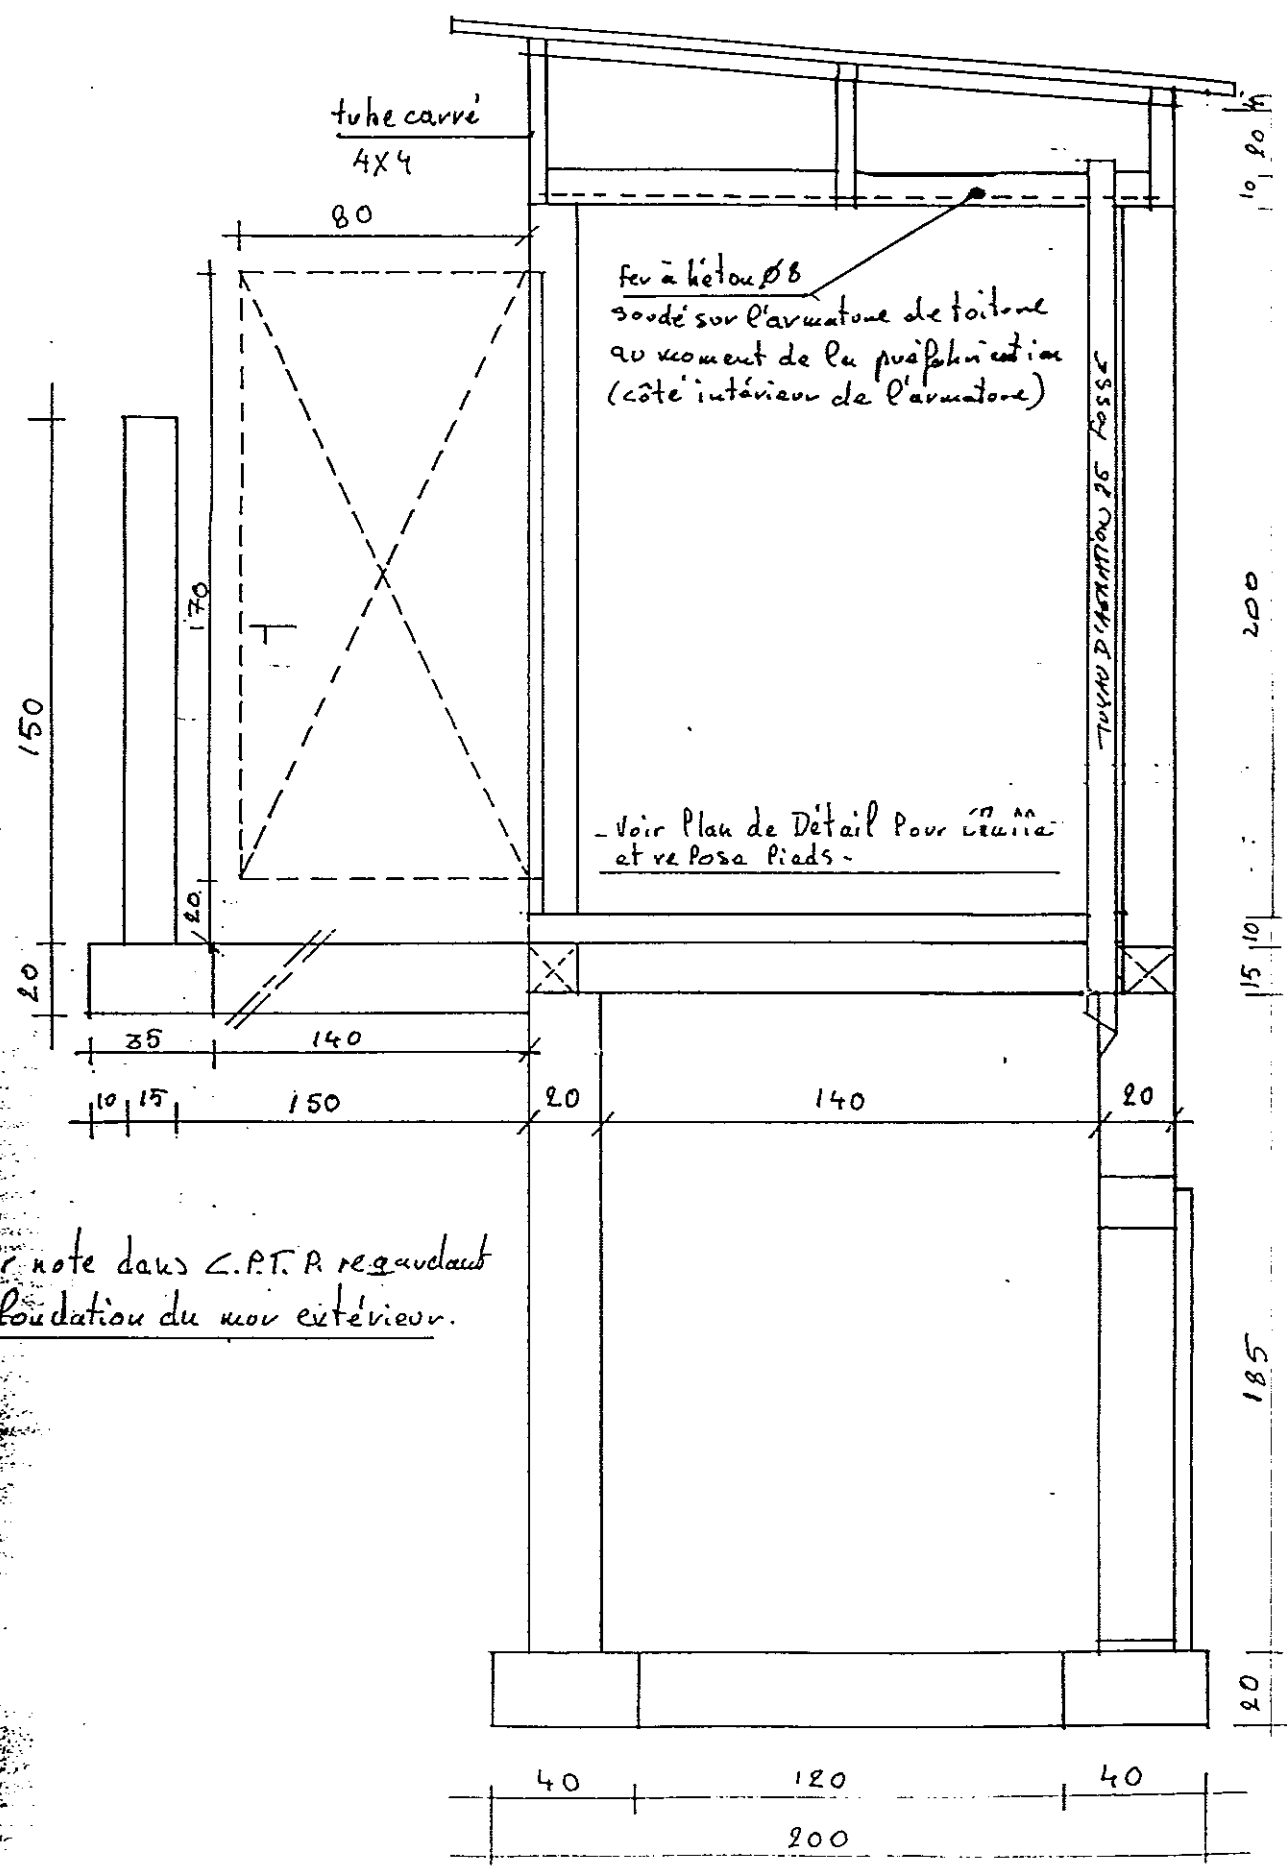 tube carré
4X4
80
fer à béton Ø8
soudé sur l'armature de toiture
au moment de la préfabrication
(côté intérieur de l'armature)
20
10
TUYAU D'AÉRATION DE FOSSE
200
170
150
- Voir Plan de Détail Pour
et repose Pieds -
20
20
10
15
35
140
10
15
150
20
140
20
note dans C.P.T.P. regardant
fondation du mur extérieur.
185
20
40
120
40
200